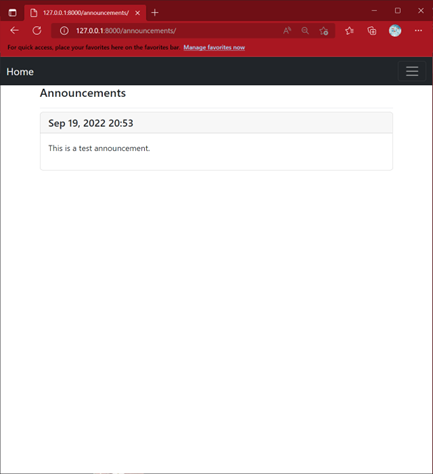 127.0.0.1:8000/announcements/
127.0.0.1:8000/announcements/
For quick access, place your favorites here on the favorites bar. Manage favorites now
Home
Announcements
Sep 19, 2022 20:53
This is a test announcement.